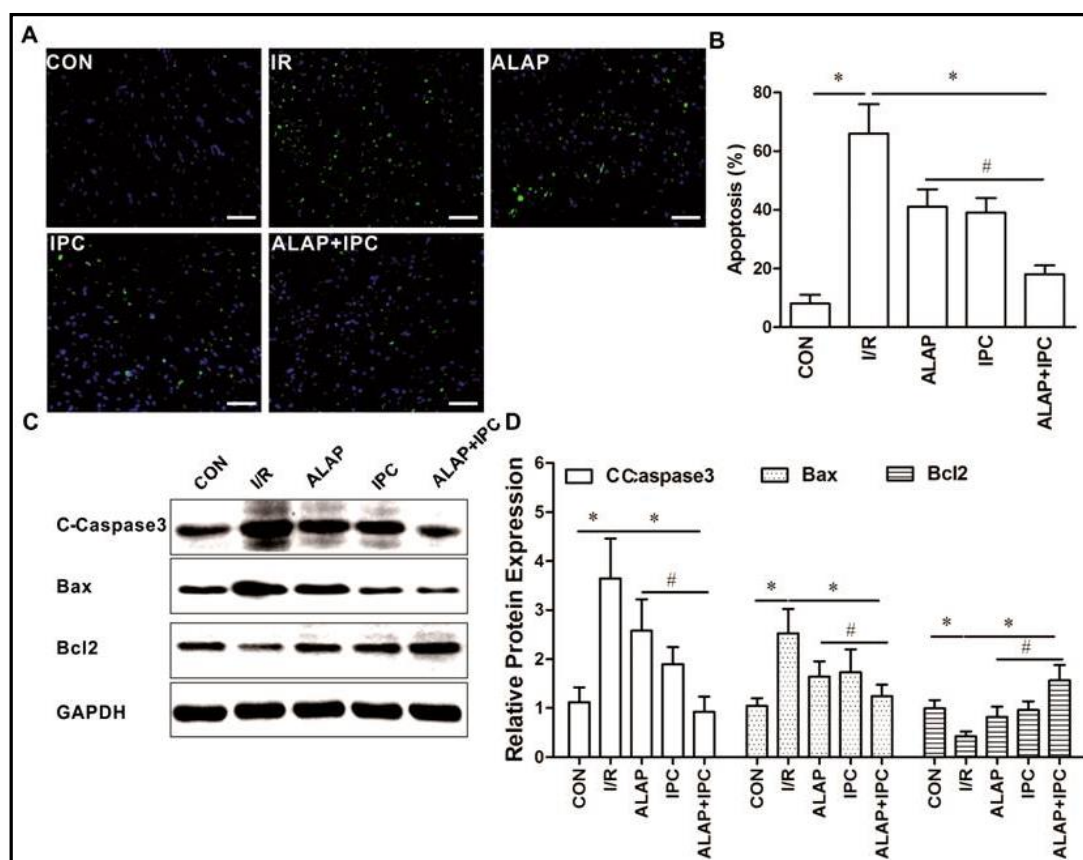 A
CON
IR
ALAP
IPC
ALAP+IPC
B
* *
#
Apoptosis (%)
80
60
40
20
0
CON
I/R
ALAP
IPC
ALAP+IPC
C
CON I/R ALAP IPC ALAP+IPC
C-Caspase3
Bax
Bcl2
GAPDH
D
CCaspase3 Bax Bcl2
Relative Protein Expression
6
5
4
3
2
1
0
* *
#
* *
#
* *
#
CON
I/R
ALAP
IPC
ALAP+IPC
CON
I/R
ALAP
IPC
ALAP+IPC
CON
I/R
ALAP
IPC
ALAP+IPC